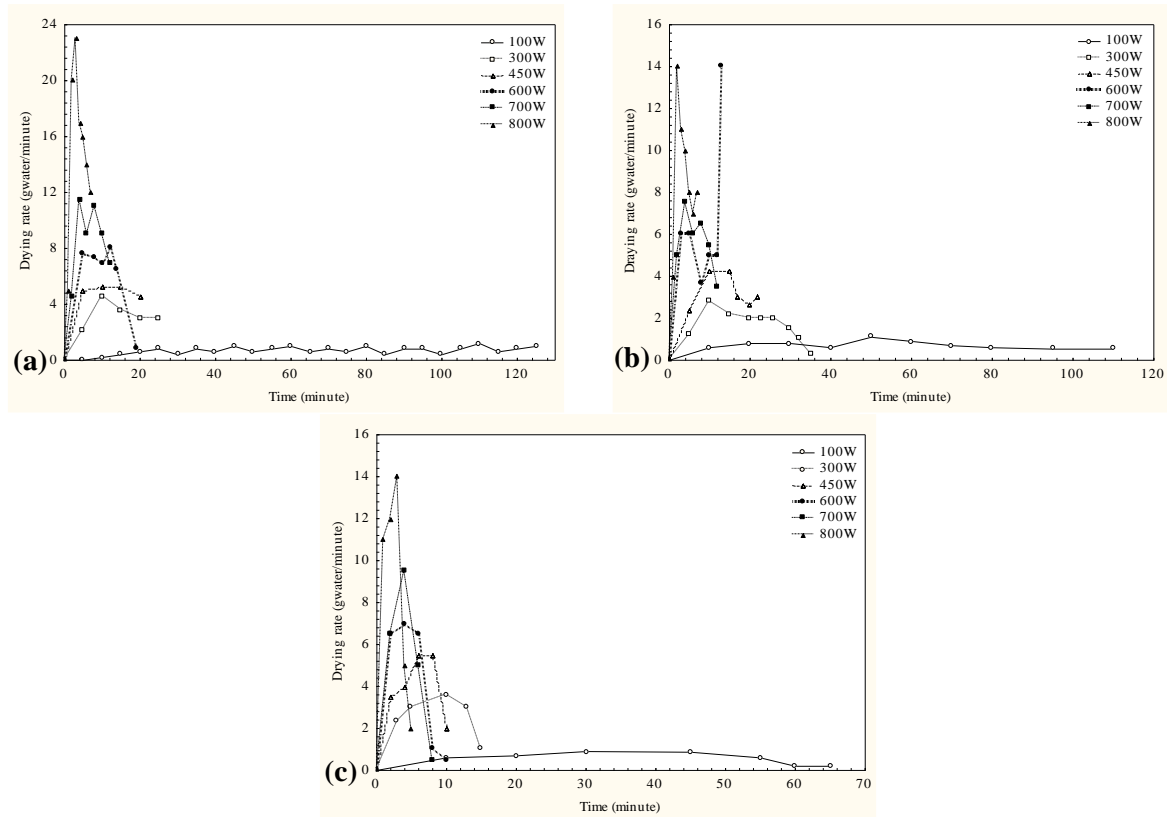 24
20
16
12
8
4
0
Drying rate (gwater/minute)
100W
300W
450W
600W
700W
800W
(a)
0 20 40 60 80 100 120
Time (minute)
16
14
12
10
8
6
4
2
0
Draying rate (gwater/minute)
100W
300W
450W
600W
700W
800W
(b)
0 20 40 60 80 100 120
Time (minute)
16
14
12
10
8
6
4
2
0
Drying rate (gwater/minute)
100W
300W
450W
600W
700W
800W
(c)
0 10 20 30 40 50 60 70
Time (minute)